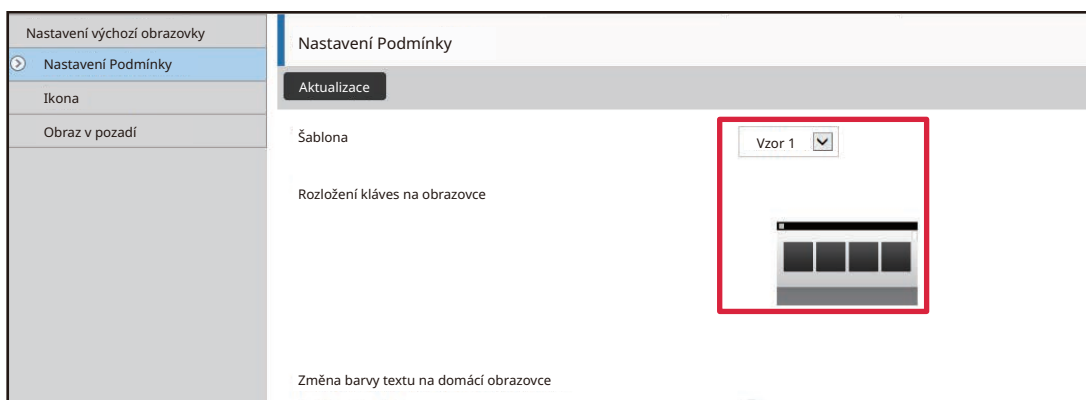 Nastavení výchozí obrazovky
Nastavení Podmínky
Ikona
Obraz v pozadí
Nastavení Podmínky
Aktualizace
Šablona
Vzor 1
Rozložení kláves na obrazovce
Změna barvy textu na domácí obrazovce